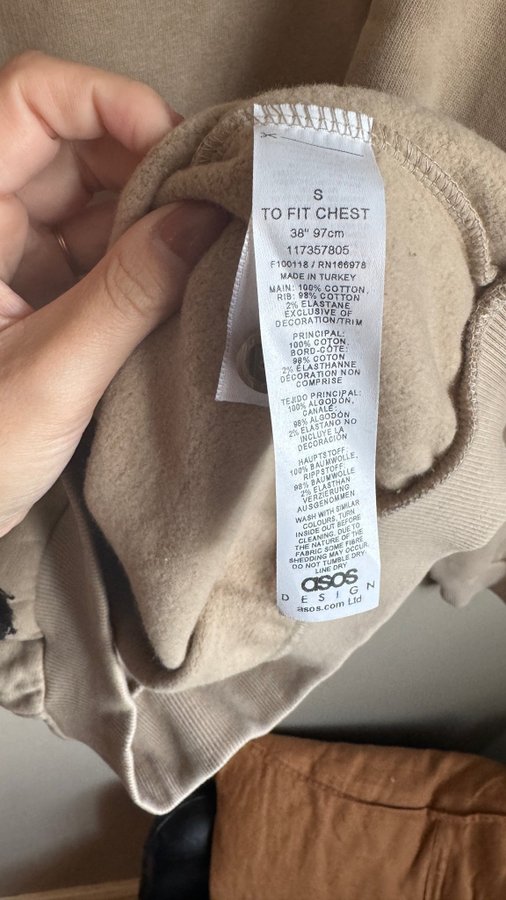 S
TO FIT CHEST
38" 97cm
117357805
F100118 / RN166978
MADE IN TURKEY
MAIN: 100% COTTON,
RIB: 98% COTTON
2% ELASTANE
EXCLUSIVE OF
DECORATION/TRIM
PRINCIPAL:
100% COTON,
BORD-CÔTE:
98% COTON
2% ÉLASTHANNE
DÉCORATION NON
COMPRISE
TEJIDO PRINCIPAL:
100% ALGODÓN,
CANALÉ:
98% ALGODÓN
2% ELASTANO NO
INCLUYE LA
DECORACIÓN
HAUPTSTOFF:
100% BAUMWOLLE,
RIPPSTOFF:
98% BAUMWOLLE
2% ELASTHAN
VERZIERUNG
AUSGENOMMEN
WASH WITH SIMILAR
COLOURS, TURN
INSIDE OUT BEFORE
CLEANING. DUE TO
THE NATURE OF THE
FABRIC SOME FIBRE
SHEDDING MAY OCCUR.
DO NOT TUMBLE DRY
LINE DRY
asos
DESIGN
asos.com Ltd